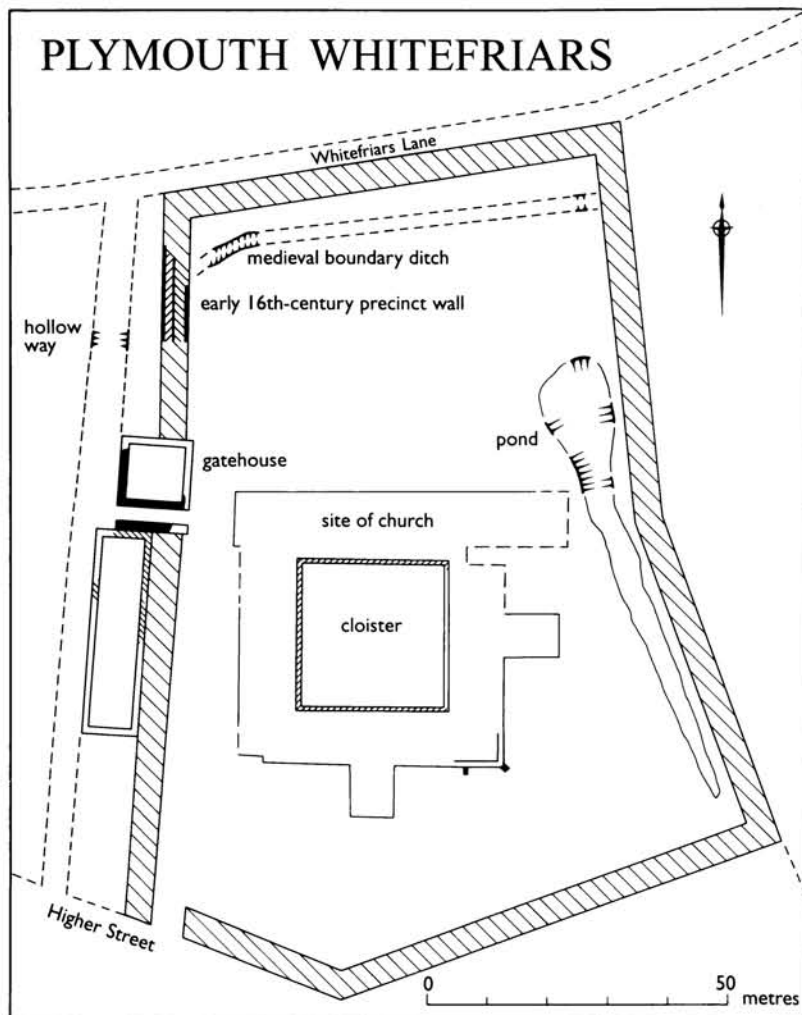 PLYMOUTH WHITEFRIARS
Whitefriars Lane
medieval boundary ditch
early 16th-century precinct wall
hollow
way
pond
gatehouse
site of church
cloister
Higher Street
0 50
metres